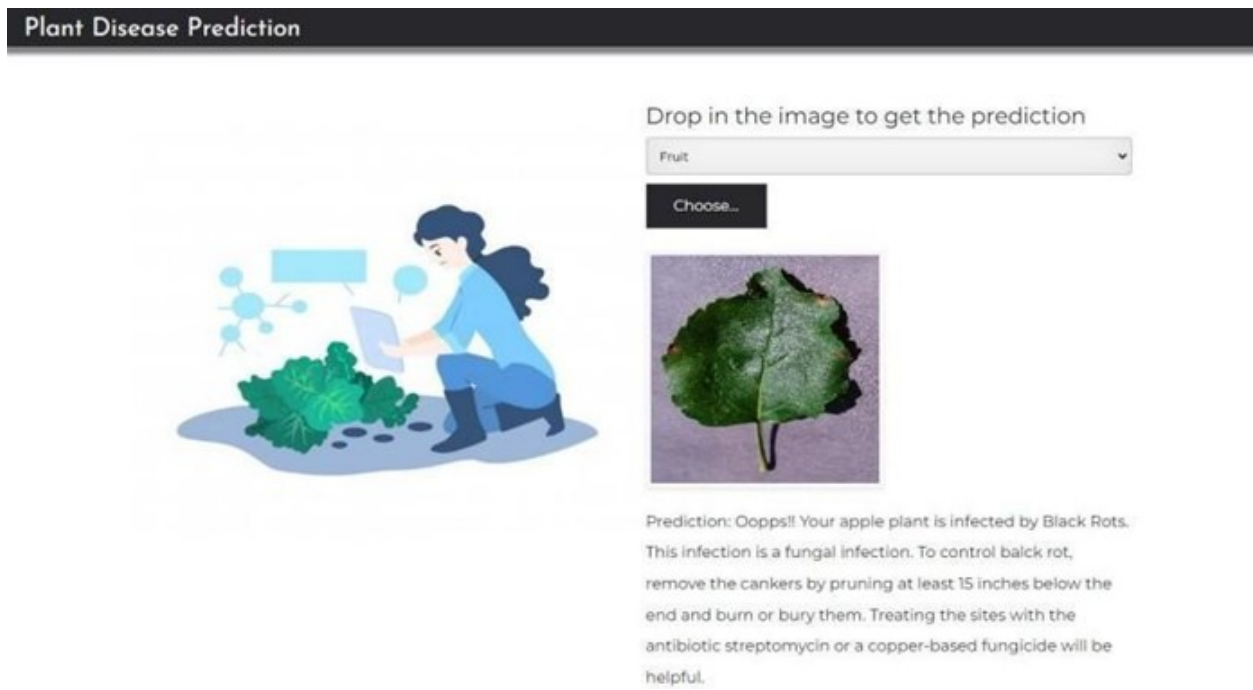 Plant Disease Prediction
Drop in the image to get the prediction
Fruit
Choose...
Prediction: Oopps!! Your apple plant is infected by Black Rots.
This infection is a fungal infection. To control balck rot,
remove the cankers by pruning at least 15 inches below the
end and burn or bury them. Treating the sites with the
antibiotic streptomycin or a copper-based fungicide will be
helpful.